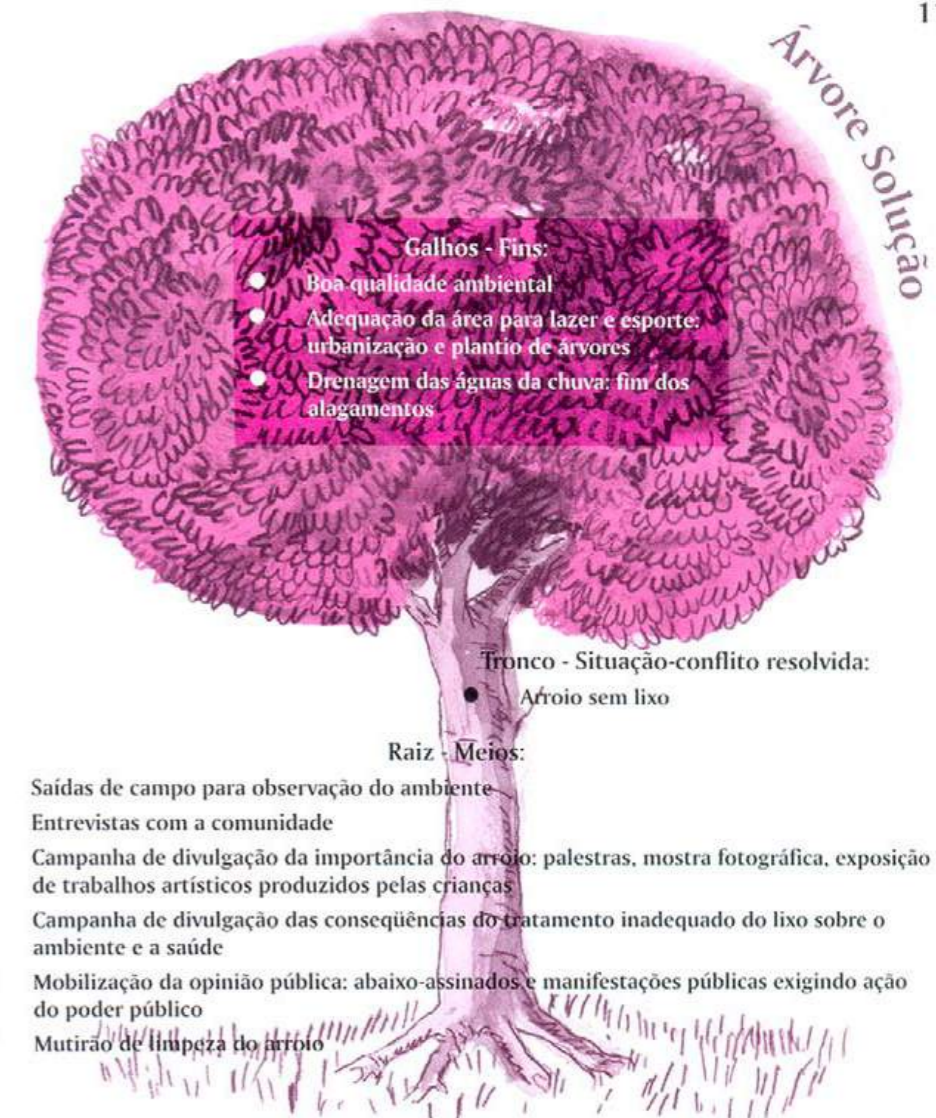 Árvore Solução
Galhos - Fins:
Boa qualidade ambiental
Adequação da área para lazer e esporte:
urbanização e plantio de árvores
Drenagem das águas da chuva: fim dos
alagamentos
Tronco - Situação-conflito resolvida:
Arroio sem lixo
Raiz - Meios:
Saídas de campo para observação do ambiente
Entrevistas com a comunidade
Campanha de divulgação da importância do arroio: palestras, mostra fotográfica, exposição
de trabalhos artísticos produzidos pelas crianças
Campanha de divulgação das conseqüências do tratamento inadequado do lixo sobre o
ambiente e a saúde
Mobilização da opinião pública: abaixo-assinados e manifestações públicas exigindo ação
do poder público
Mutirão de limpeza do arroio